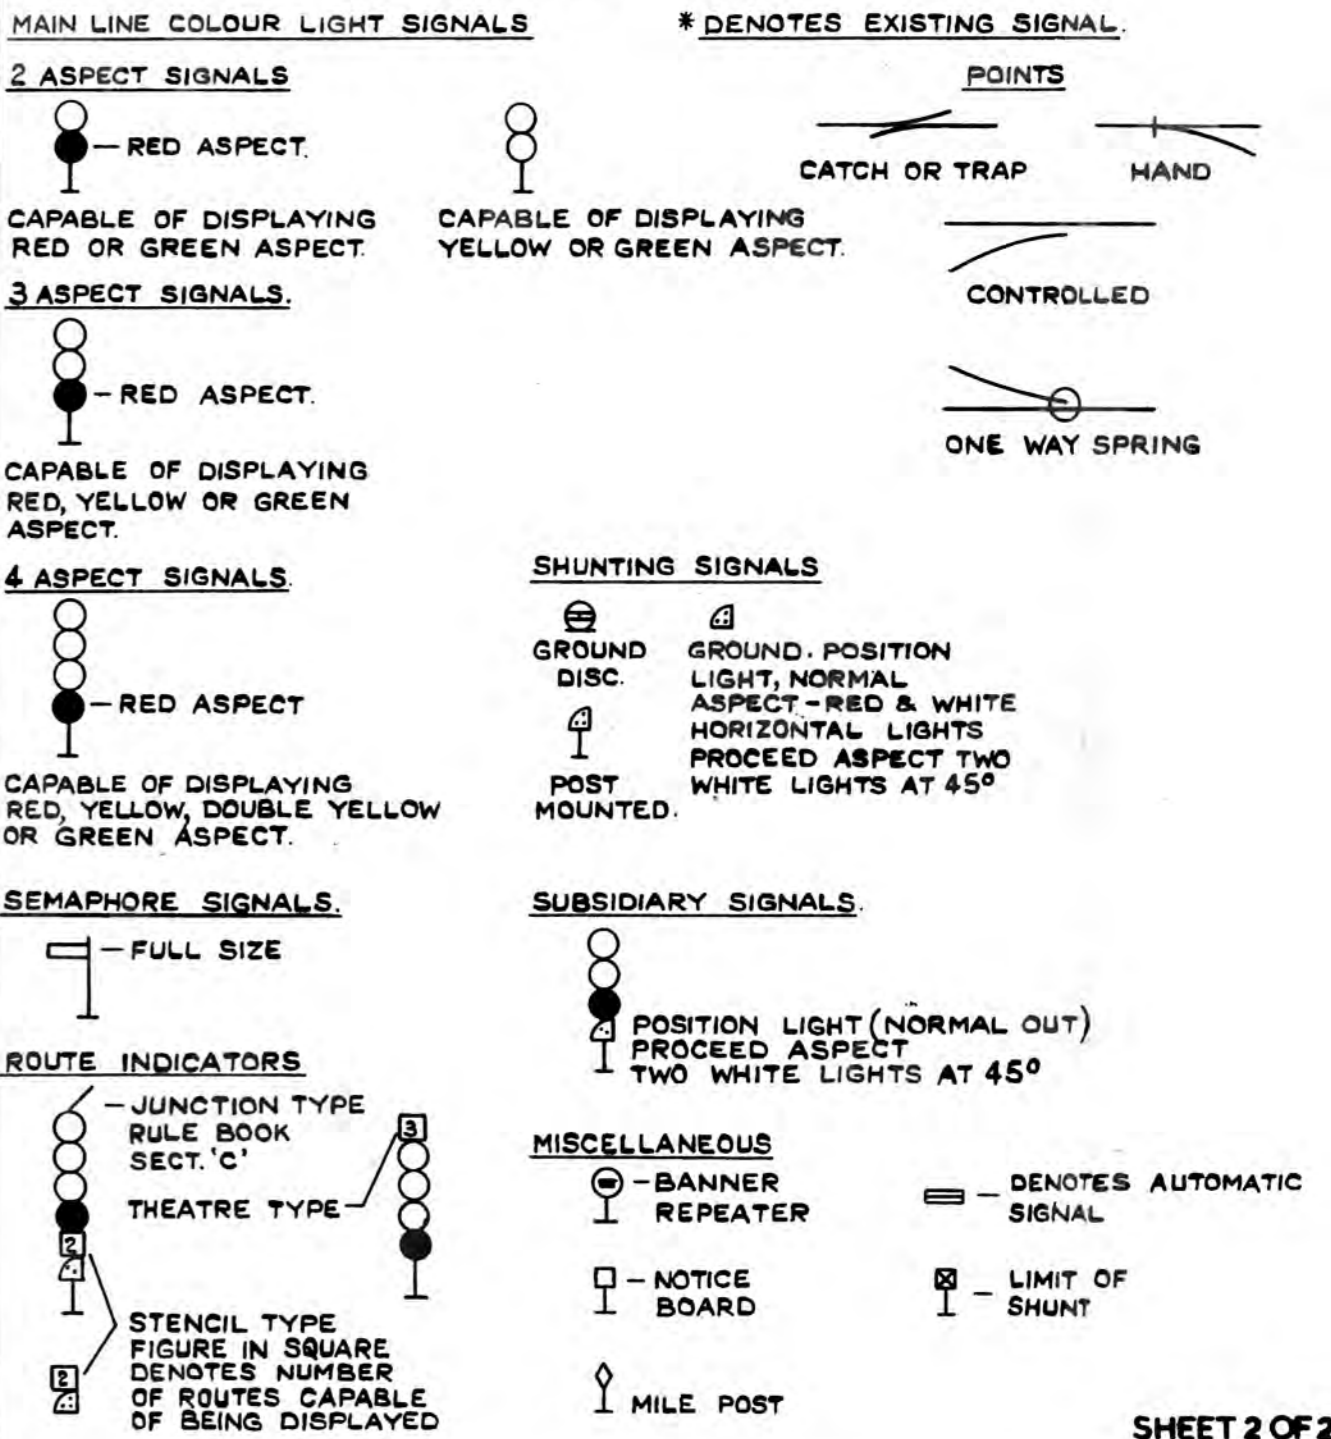 MAIN LINE COLOUR LIGHT SIGNALS
* DENOTES EXISTING SIGNAL.
2 ASPECT SIGNALS
— RED ASPECT.
CAPABLE OF DISPLAYING
RED OR GREEN ASPECT.
CAPABLE OF DISPLAYING
YELLOW OR GREEN ASPECT.
POINTS
CATCH OR TRAP
HAND
CONTROLLED
ONE WAY SPRING
3 ASPECT SIGNALS.
— RED ASPECT.
CAPABLE OF DISPLAYING
RED, YELLOW OR GREEN
ASPECT.
4 ASPECT SIGNALS.
— RED ASPECT
CAPABLE OF DISPLAYING
RED, YELLOW, DOUBLE YELLOW
OR GREEN ASPECT.
SHUNTING SIGNALS
GROUND
DISC.
POST
MOUNTED.
GROUND. POSITION
LIGHT, NORMAL
ASPECT - RED & WHITE
HORIZONTAL LIGHTS
PROCEED ASPECT TWO
WHITE LIGHTS AT 45°
SEMAPHORE SIGNALS.
— FULL SIZE
SUBSIDIARY SIGNALS.
POSITION LIGHT (NORMAL OUT)
PROCEED ASPECT
TWO WHITE LIGHTS AT 45°
ROUTE INDICATORS
— JUNCTION TYPE
RULE BOOK
SECT. 'C'
3
THEATRE TYPE
2
STENCIL TYPE
FIGURE IN SQUARE
DENOTES NUMBER
OF ROUTES CAPABLE
OF BEING DISPLAYED
2
MISCELLANEOUS
— BANNER
REPEATER
— DENOTES AUTOMATIC
SIGNAL
— NOTICE
BOARD
— LIMIT OF
SHUNT
MILE POST
SHEET 2 OF 2